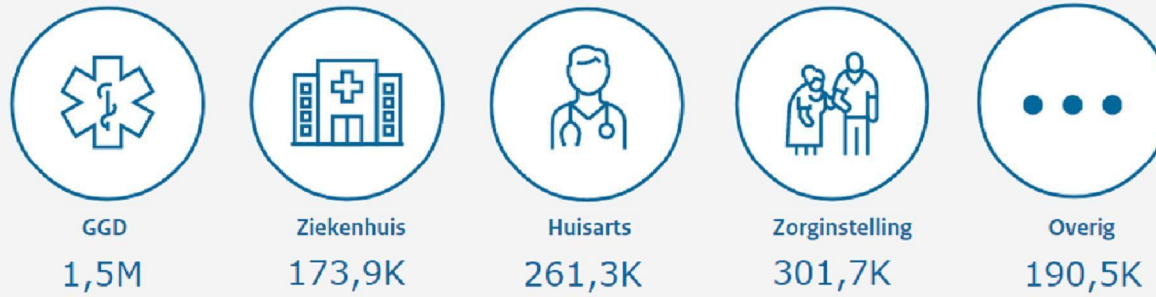 GGD Ziekenhuis Huisarts Zorginstelling Overig
1,5M 173,9K 261,3K 301,7K 190,5K